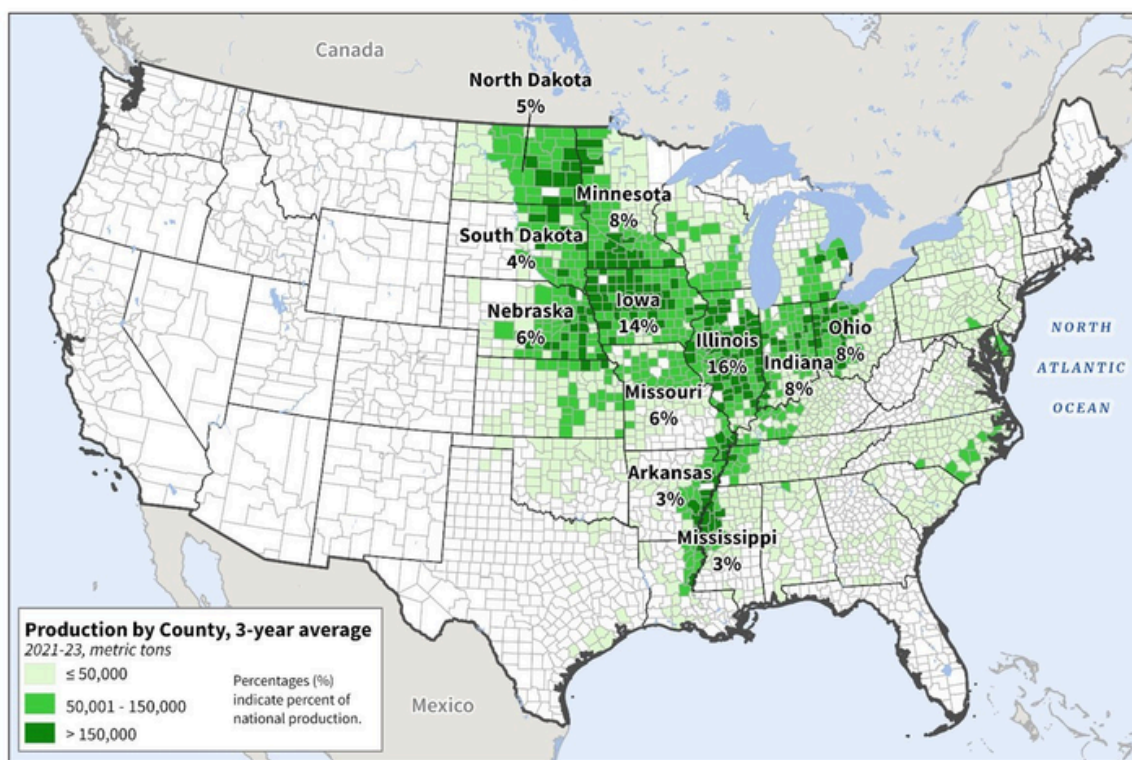 Canada
North Dakota
5%
Minnesota
8%
South Dakota
4%
Nebraska
6%
Iowa
14%
Illinois
16%
Indiana
8%
Ohio
8%
Missouri
6%
Arkansas
3%
Mississippi
3%
NORTH
ATLANTIC
OCEAN
Mexico
Production by County, 3-year average
2021-23, metric tons
≤ 50,000
50,001 - 150,000
> 150,000
Percentages (%)
indicate percent of
national production.